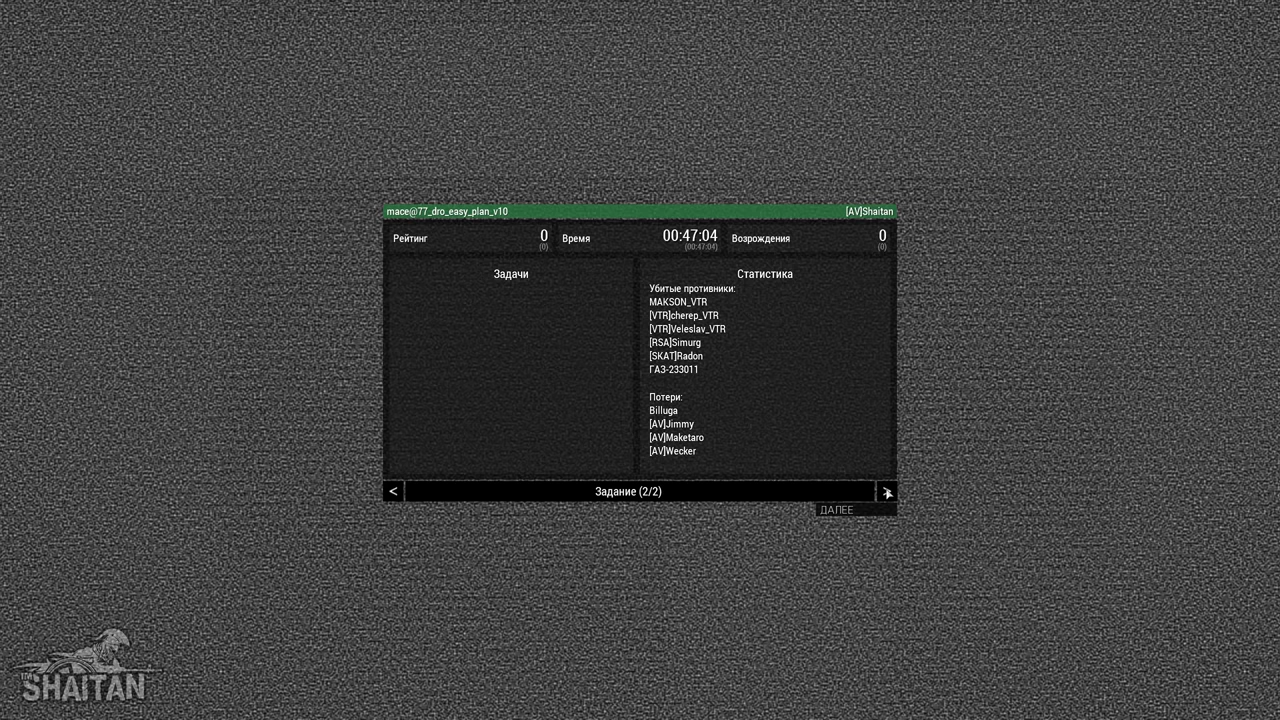 mace@77_dro_easy_plan_v10 [AV]Shaitan
Рейтинг 0 Время 00:47:04 Возрождения 0
(0) (00:47:04) (0)
Задачи Статистика
Убитые противники:
MAKSON_VTR
[VTR]cherep_VTR
[VTR]Veleslav_VTR
[RSA]Simurg
[SKAT]Radon
ГАЗ-233011
Потери:
Billuga
[AV]Jimmy
[AV]Maketaro
[AV]Wecker
< Задание (2/2) >
ДАЛЕЕ
SHAITAN